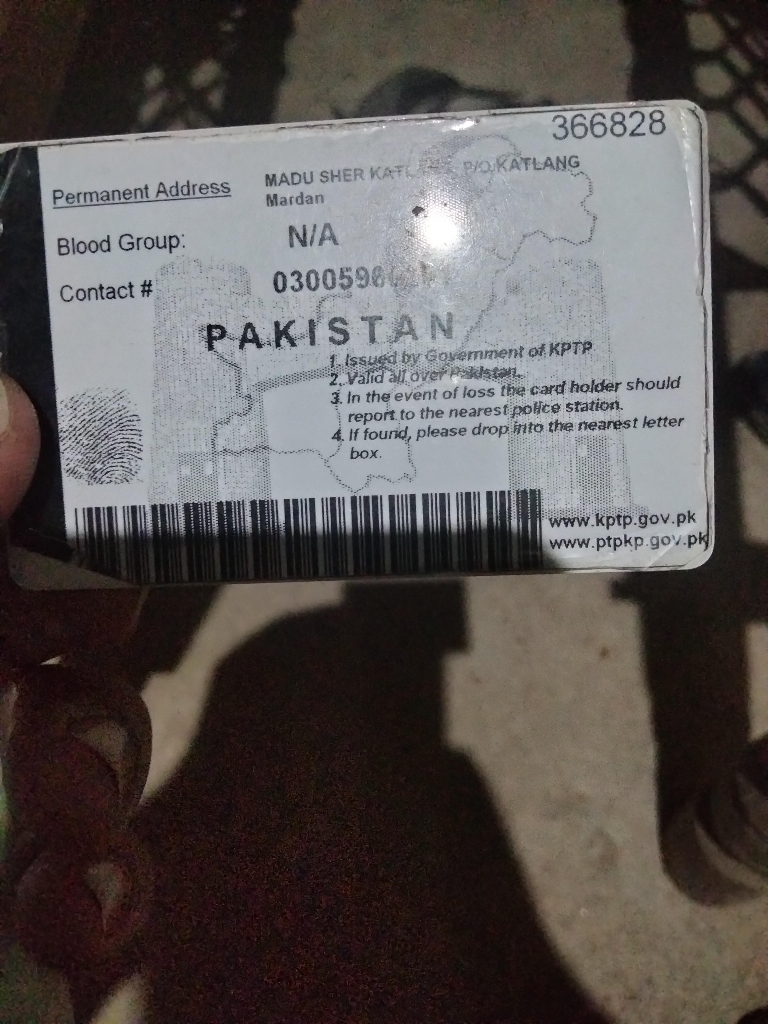 366828
Permanent Address MADU SHER P/O KATLANG
Mardan
Blood Group: N/A
Contact #
PAKISTAN
1. Issued by Government of KPTP
2. Valid all over Pakistan.
3. In the event of loss the card holder should
report to the nearest police station.
4. If found, please drop into the nearest letter
box.
www.kptp.gov.pk
www.ptpkp.gov.pk